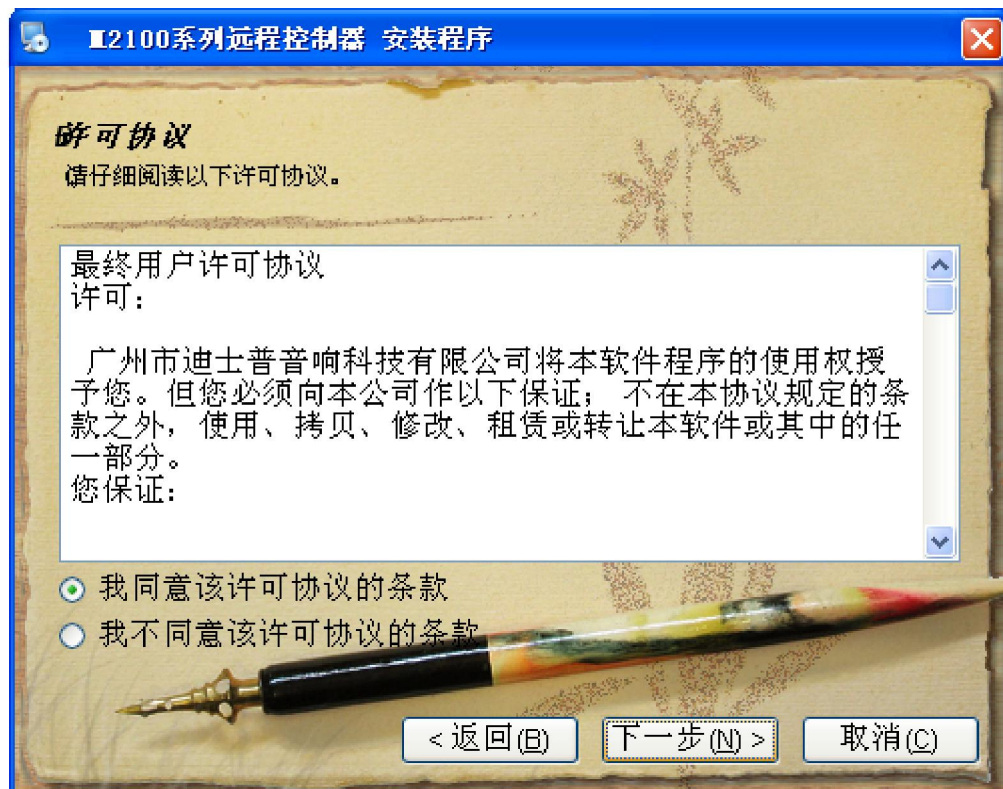 M2100系列远程控制器 安装程序
许可协议
请仔细阅读以下许可协议。
最终用户许可协议
许可：
广州市迪士普音响科技有限公司将本软件程序的使用权授
予您。但您必须向本公司作以下保证； 不在本协议规定的条
款之外，使用、拷贝、修改、租赁或转让本软件或其中的任
一部分。
您保证：
我同意该许可协议的条款
我不同意该许可协议的条款
< 返回(B)
下一步(N) >
取消(C)